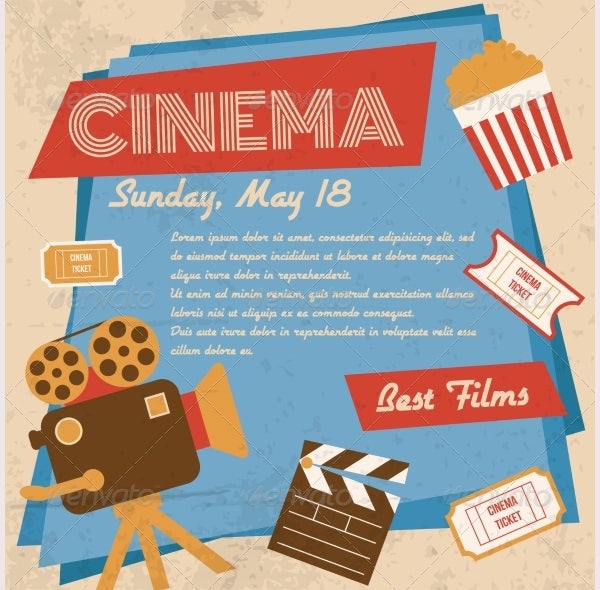 CINEMA
Sunday, May 18
Lorem ipsum dolor sit amet, consectetur adipisicing elit, sed
do eiusmod tempor incididunt ut labore et dolore magna
aliqua irure dolor in reprehenderit.
Ut enim ad minim veniam, quis nostrud exercitation ullamco
laboris nisi ut aliquip ex ea commodo consequat.
Duis aute irure dolor in reprehenderit in voluptate velit esse
cillum dolore eu.
CINEMA
TICKET
CINEMA
TICKET
Best Films
CINEMA
TICKET
envato